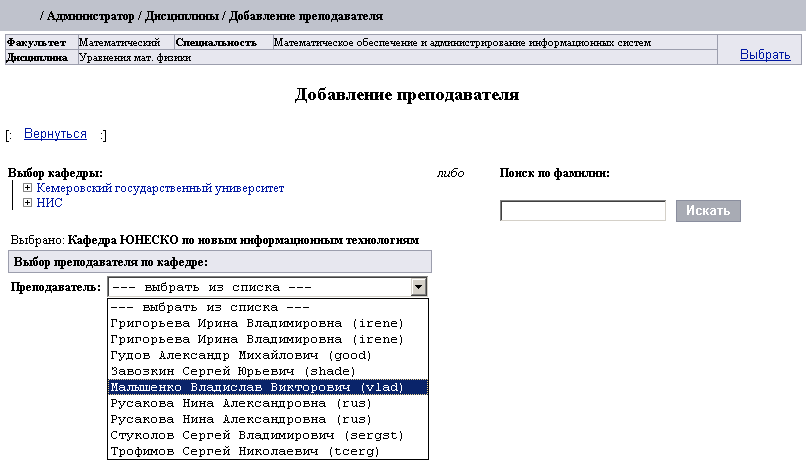 / Администратор / Дисциплины / Добавление преподавателя
Факультет Математический Специальность Математическое обеспечение и администрирование информационных систем
Дисциплина Уравнения мат. физики
Выбрать
Добавление преподавателя
[: Вернуться :]
Выбор кафедры: либо Поиск по фамилии:
Кемеровский государственный университет
НИС
Искать
Выбрано: Кафедра ЮНЕСКО по новым информационным технологиям
Выбор преподавателя по кафедре:
Преподаватель: --- выбрать из списка ---
--- выбрать из списка ---
Григорьева Ирина Владимировна (irene)
Григорьева Ирина Владимировна (irene)
Гудов Александр Михайлович (good)
Завозкин Сергей Юрьевич (shade)
Малышенко Владислав Викторович (vlad)
Русакова Нина Александровна (rus)
Русакова Нина Александровна (rus)
Стуколов Сергей Владимирович (sergst)
Трофимов Сергей Николаевич (tcerg)